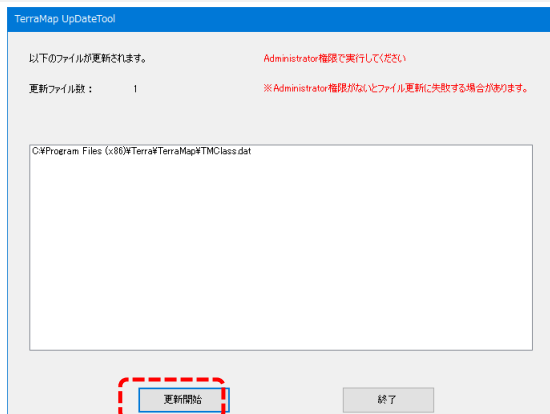 TerraMap UpDateTool
以下のファイルが更新されます。
Administrator権限で実行してください
更新ファイル数： 1
※Administrator権限がないとファイル更新に失敗する場合があります。
C:¥Program Files (x86)¥Terra¥TerraMap¥TMClass.dat
更新開始
終了